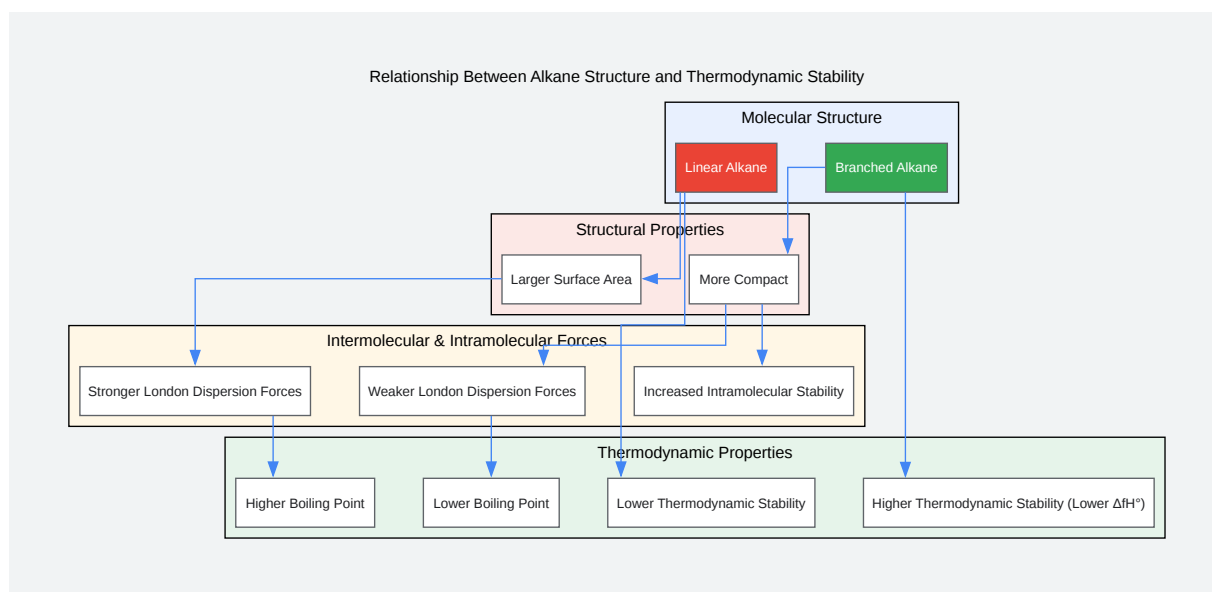 Relationship Between Alkane Structure and Thermodynamic Stability
Molecular Structure
Linear Alkane
Branched Alkane
Structural Properties
Larger Surface Area
More Compact
Intermolecular & Intramolecular Forces
Stronger London Dispersion Forces
Weaker London Dispersion Forces
Increased Intramolecular Stability
Thermodynamic Properties
Higher Boiling Point
Lower Boiling Point
Lower Thermodynamic Stability
Higher Thermodynamic Stability (Lower ΔfH°)